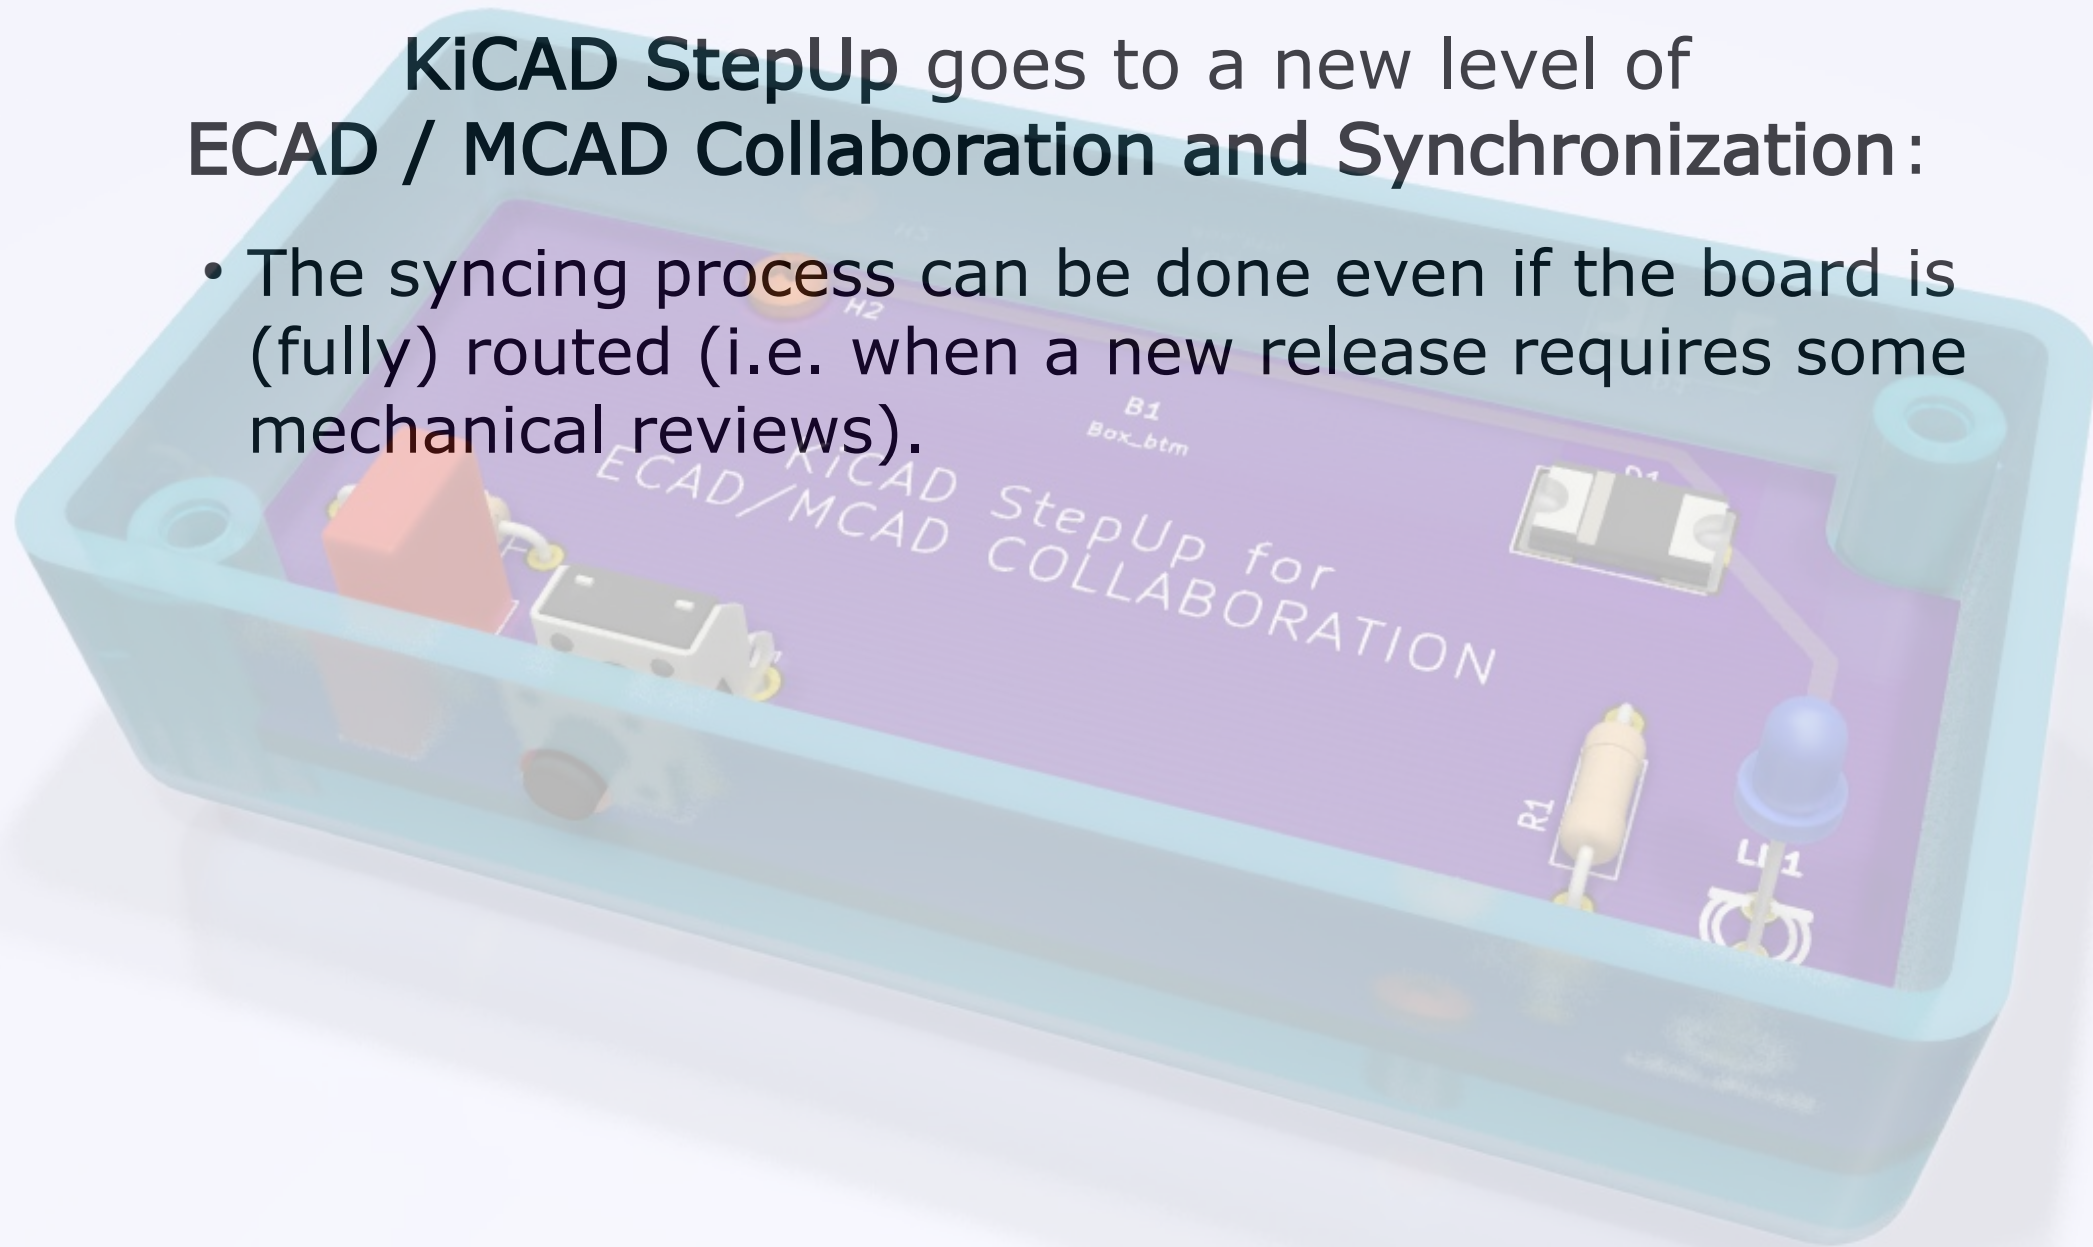 KiCAD StepUp goes to a new level of
ECAD / MCAD Collaboration and Synchronization:
• The syncing process can be done even if the board is
(fully) routed (i.e. when a new release requires some
mechanical reviews).
H2
B1
Box_btm
D1
KiCAD StepUp for
ECAD/MCAD COLLABORATION
R1